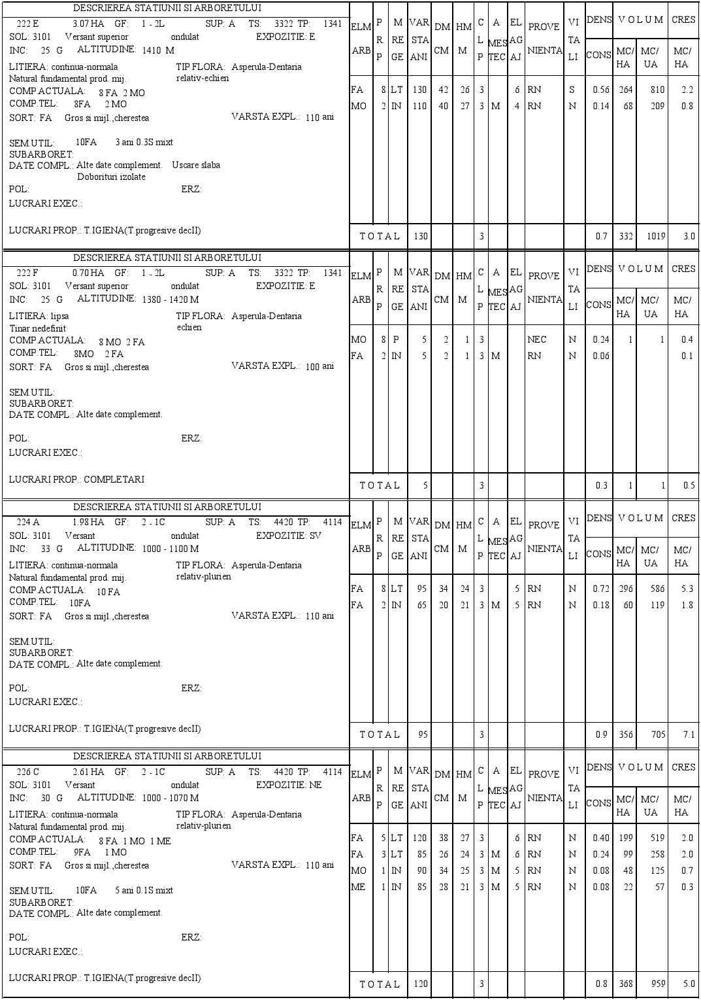 DESCRIEREA STATIUNII SI ARBORETULUI
222 E 3.07 HA GF: 1 - 2L SUP: A TS: 3322 TP: 1341
SOL: 3101 Versant superior ondulat EXPOZITIE: E
INC: 25 G ALTITUDINE: 1410 M
LITIERA: continua-normala TIP FLORA: Asperula-Dentaria
Natural fundamental prod. mij. relativ-echien
COMP.ACTUALA: 8 FA 2 MO
COMP.TEL: 8FA 2 MO
SORT: FA Gros si mijl.,cherestea VARSTA EXPL.: 110 ani
SEM.UTIL: 10FA 3 ani 0.3S mixt
SUBARBORET:
DATE COMPL.: Alte date complement. Uscare slaba
Doborituri izolate
POL: ERZ:
LUCRARI EXEC.:
LUCRARI PROP.: T.IGIENA(T.progresive decII)
ELM P M VAR DM HM C A EL PROVE VI DENS V O L U M CRES
R RE STA L MES AG TA
ARB P GE ANI CM M P TEC AJ NIENTA LI CONS MC/ MC/ MC/
HA UA HA
FA 8 LT 130 42 26 3 .6 RN S 0.56 264 810 2.2
MO 2 IN 110 40 27 3 M .4 RN N 0.14 68 209 0.8
T O T A L 130 3 0.7 332 1019 3.0
DESCRIEREA STATIUNII SI ARBORETULUI
222 F 0.70 HA GF: 1 - 2L SUP: A TS: 3322 TP: 1341
SOL: 3101 Versant superior ondulat EXPOZITIE: E
INC: 25 G ALTITUDINE: 1380 - 1420 M
LITIERA: lipsa TIP FLORA: Asperula-Dentaria
Tinar nedefinit echien
COMP.ACTUALA: 8 MO 2 FA
COMP.TEL: 8MO 2 FA
SORT: FA Gros si mijl.,cherestea VARSTA EXPL.: 100 ani
SEM.UTIL:
SUBARBORET:
DATE COMPL.: Alte date complement.
POL: ERZ:
LUCRARI EXEC.:
LUCRARI PROP.: COMPLETARI
ELM P M VAR DM HM C A EL PROVE VI DENS V O L U M CRES
R RE STA L MES AG TA
ARB P GE ANI CM M P TEC AJ NIENTA LI CONS MC/ MC/ MC/
HA UA HA
MO 8 P 5 2 1 3 NEC N 0.24 1 1 0.4
FA 2 IN 5 2 1 3 M RN N 0.06 0.1
T O T A L 5 3 0.3 1 1 0.5
DESCRIEREA STATIUNII SI ARBORETULUI
224 A 1.98 HA GF: 2 - 1C SUP: A TS: 4420 TP: 4114
SOL: 3101 Versant ondulat EXPOZITIE: SV
INC: 33 G ALTITUDINE: 1000 - 1100 M
LITIERA: continua-normala TIP FLORA: Asperula-Dentaria
Natural fundamental prod. mij. relativ-plurien
COMP.ACTUALA: 10 FA
COMP.TEL: 10FA
SORT: FA Gros si mijl.,cherestea VARSTA EXPL.: 110 ani
SEM.UTIL:
SUBARBORET:
DATE COMPL.: Alte date complement.
POL: ERZ:
LUCRARI EXEC.:
LUCRARI PROP.: T.IGIENA(T.progresive decII)
ELM P M VAR DM HM C A EL PROVE VI DENS V O L U M CRES
R RE STA L MES AG TA
ARB P GE ANI CM M P TEC AJ NIENTA LI CONS MC/ MC/ MC/
HA UA HA
FA 8 LT 95 34 24 3 .5 RN N 0.72 296 586 5.3
FA 2 IN 65 20 21 3 M .5 RN N 0.18 60 119 1.8
T O T A L 95 3 0.9 356 705 7.1
DESCRIEREA STATIUNII SI ARBORETULUI
226 C 2.61 HA GF: 2 - 1C SUP: A TS: 4420 TP: 4114
SOL: 3101 Versant ondulat EXPOZITIE: NE
INC: 30 G ALTITUDINE: 1000 - 1070 M
LITIERA: continua-normala TIP FLORA: Asperula-Dentaria
Natural fundamental prod. mij. relativ-plurien
COMP.ACTUALA: 8 FA 1 MO 1 ME
COMP.TEL: 9FA 1 MO
SORT: FA Gros si mijl.,cherestea VARSTA EXPL.: 110 ani
SEM.UTIL: 10FA 5 ani 0.1S mixt
SUBARBORET:
DATE COMPL.: Alte date complement.
POL: ERZ:
LUCRARI EXEC.:
LUCRARI PROP.: T.IGIENA(T.progresive decII)
ELM P M VAR DM HM C A EL PROVE VI DENS V O L U M CRES
R RE STA L MES AG TA
ARB P GE ANI CM M P TEC AJ NIENTA LI CONS MC/ MC/ MC/
HA UA HA
FA 5 LT 120 38 27 3 .6 RN N 0.40 199 519 2.0
FA 3 LT 85 26 24 3 M .6 RN N 0.24 99 258 2.0
MO 1 IN 90 34 25 3 M .5 RN N 0.08 48 125 0.7
ME 1 IN 85 28 21 3 M .5 RN N 0.08 22 57 0.3
T O T A L 120 3 0.8 368 959 5.0